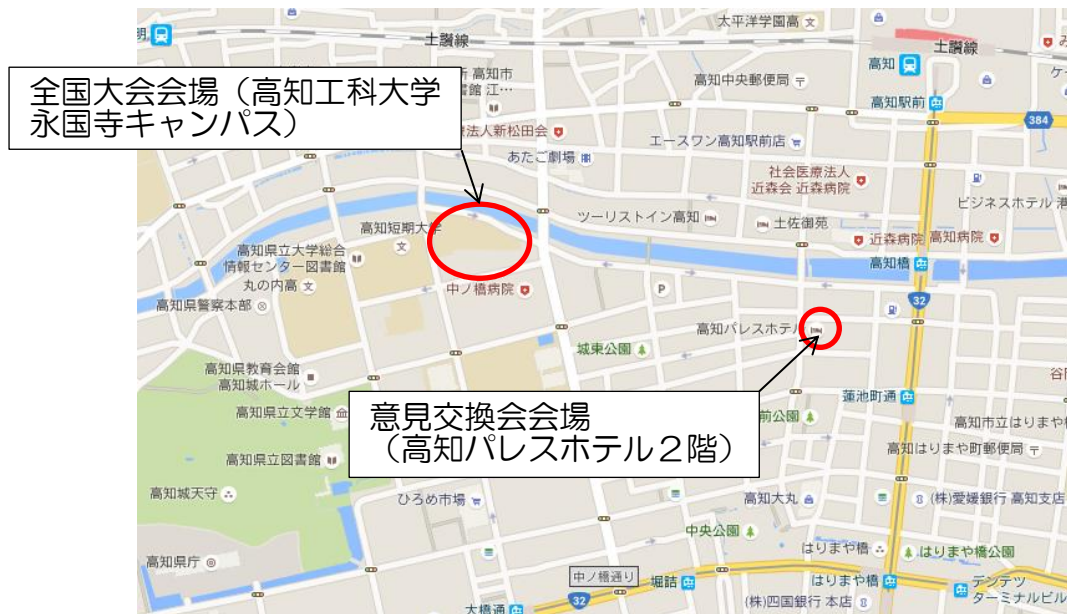 太平洋学園高
明
土讃線
土讃線
高知
全国大会会場（高知工科大学
永国寺キャンパス）
所 高知市
書館 江…
高知中央郵便局
高知駅前
384
法人新松田会
エースワン高知駅前店
あたご劇場
社会医療法人
近森会 近森病院
ビジネスホテル 港
高知短期大学
ツーリストイン高知
土佐御苑
高知県立大学総合
情報センター図書館
近森病院
高知病院
高知橋
丸の内高
中ノ橋病院
P
高知県警察本部
32
高知パレスホテル
城東公園
高知県教育会館
高知城ホール
谷
蓮池町通
高知県立文学館
意見交換会会場
（高知パレスホテル２階）
前公園
高知市立はりまや
高知はりまや町郵便局
高知県立図書館
高知城天守
ひろめ市場
高知大丸
(株)愛媛銀行 高知支店
中央公園
はりまや橋
はりまや橋公園
高知県庁
中ノ橋通り
堀詰
はりまや橋
デンテツ
ターミナルビル
32
(株)四国銀行 本店
大橋通